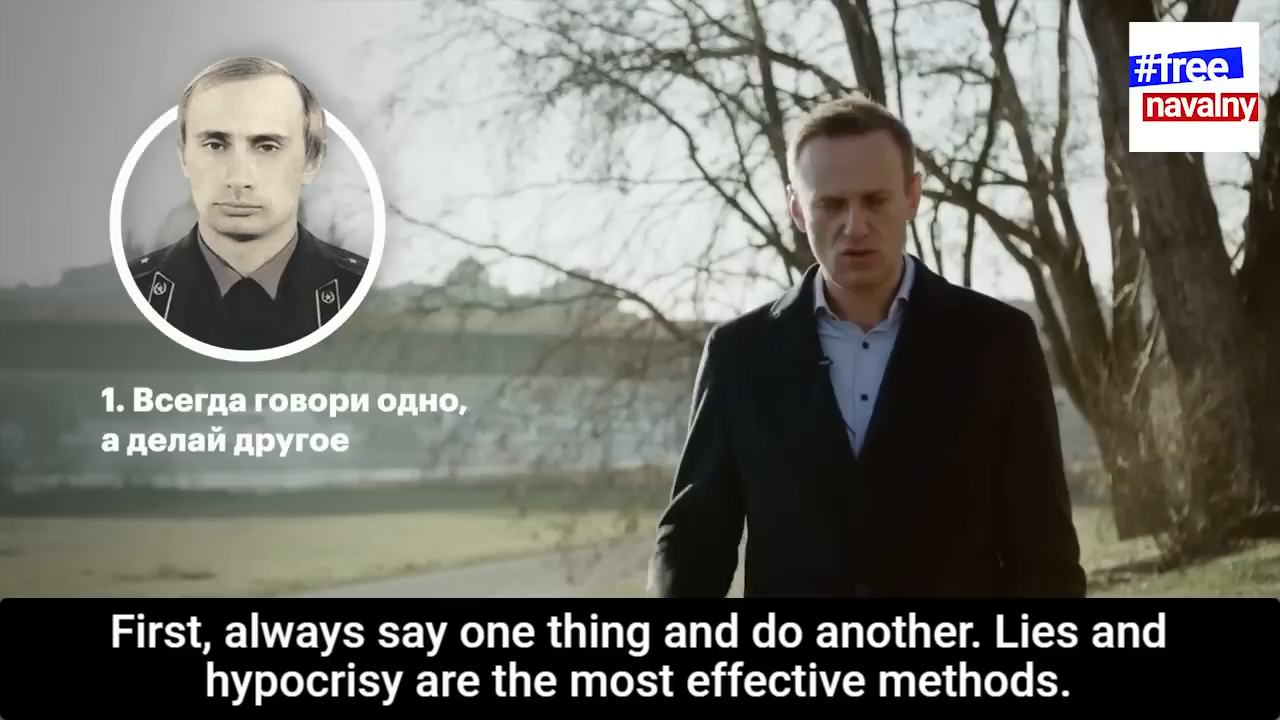 #free
navalny
1. Всегда говори одно,
а делай другое
First, always say one thing and do another. Lies and
hypocrisy are the most effective methods.